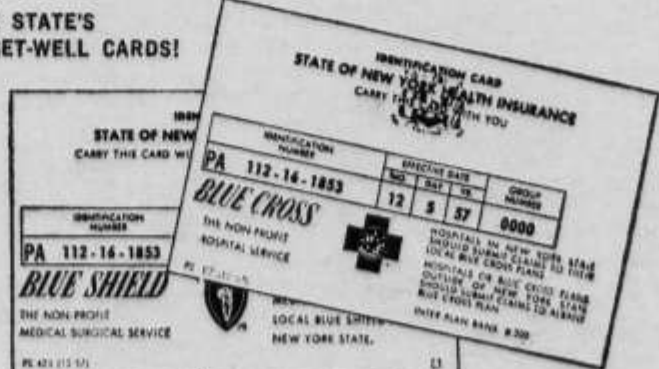 STATE'S
ET-WELL CARDS!
IDENTIFICATION CARD
STATE OF NEW YORK HEALTH INSURANCE
CARRY THIS WITH YOU
IDENTIFICATION NUMBER
EFFECTIVE DATE
MO. DAY YR.
GROUP NUMBER
PA 112-16-1853
12 5 57
0000
BLUE CROSS
THE NON-PROFIT
HOSPITAL SERVICE
HOSPITALS IN NEW YORK STATE
SHOULD SUBMIT CLAIMS TO THEIR
LOCAL BLUE CROSS PLANS
HOSPITALS OR BLUE CROSS PLANS
OUTSIDE OF NEW YORK STATE
SHOULD SUBMIT CLAIMS TO ALBANY
BLUE CROSS PLAN
INTER PLAN BANK
STATE OF NEW
CARRY THIS CARD WI
IDENTIFICATION NUMBER
PA 112-16-1853
BLUE SHIELD
THE NON-PROFIT
MEDICAL SURGICAL SERVICE
LOCAL BLUE SHIELD
NEW YORK STATE.